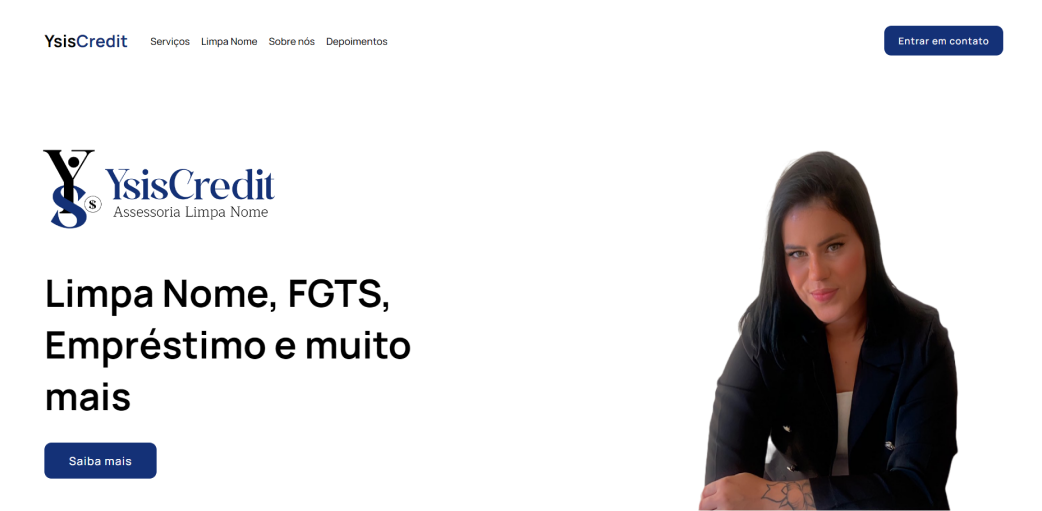 YsisCredit
Serviços Limpa Nome Sobre nós Depoimentos
Entrar em contato
YS $
YsisCredit
Assessoria Limpa Nome
Limpa Nome, FGTS,
Empréstimo e muito
mais
Saiba mais